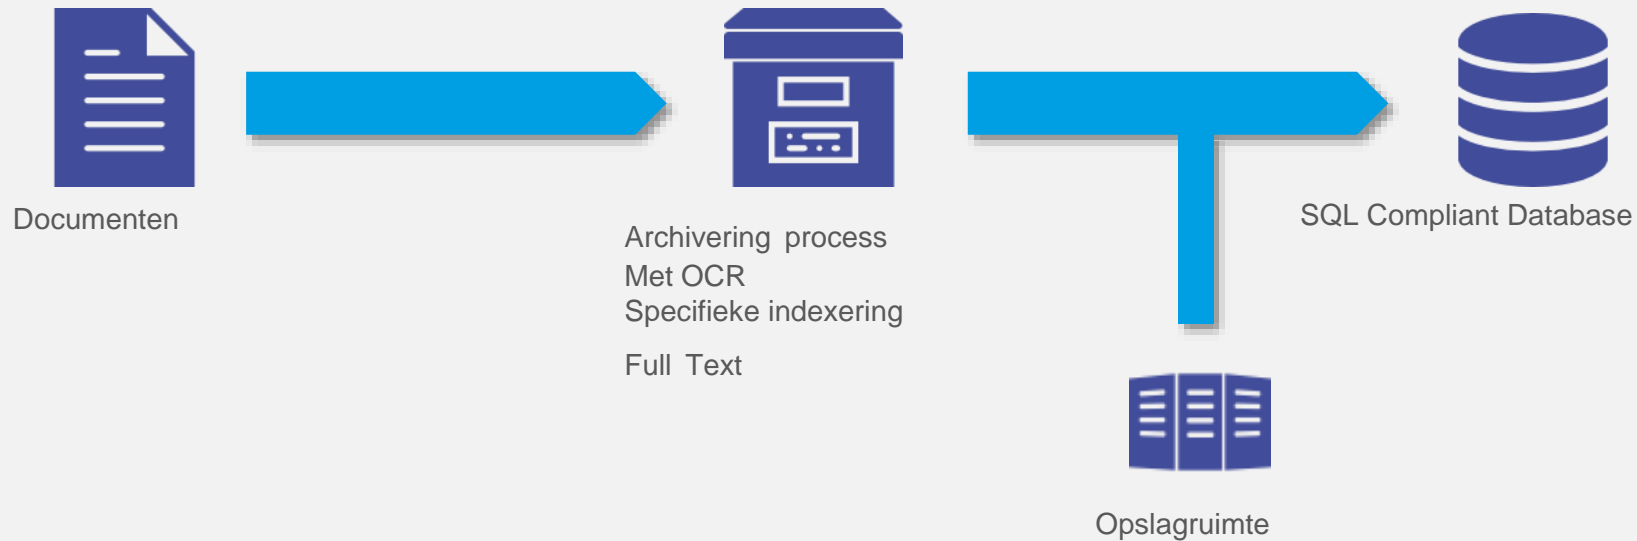 Documenten
Archivering process
Met OCR
Specifieke indexering
Full Text
SQL Compliant Database
Opslagruimte